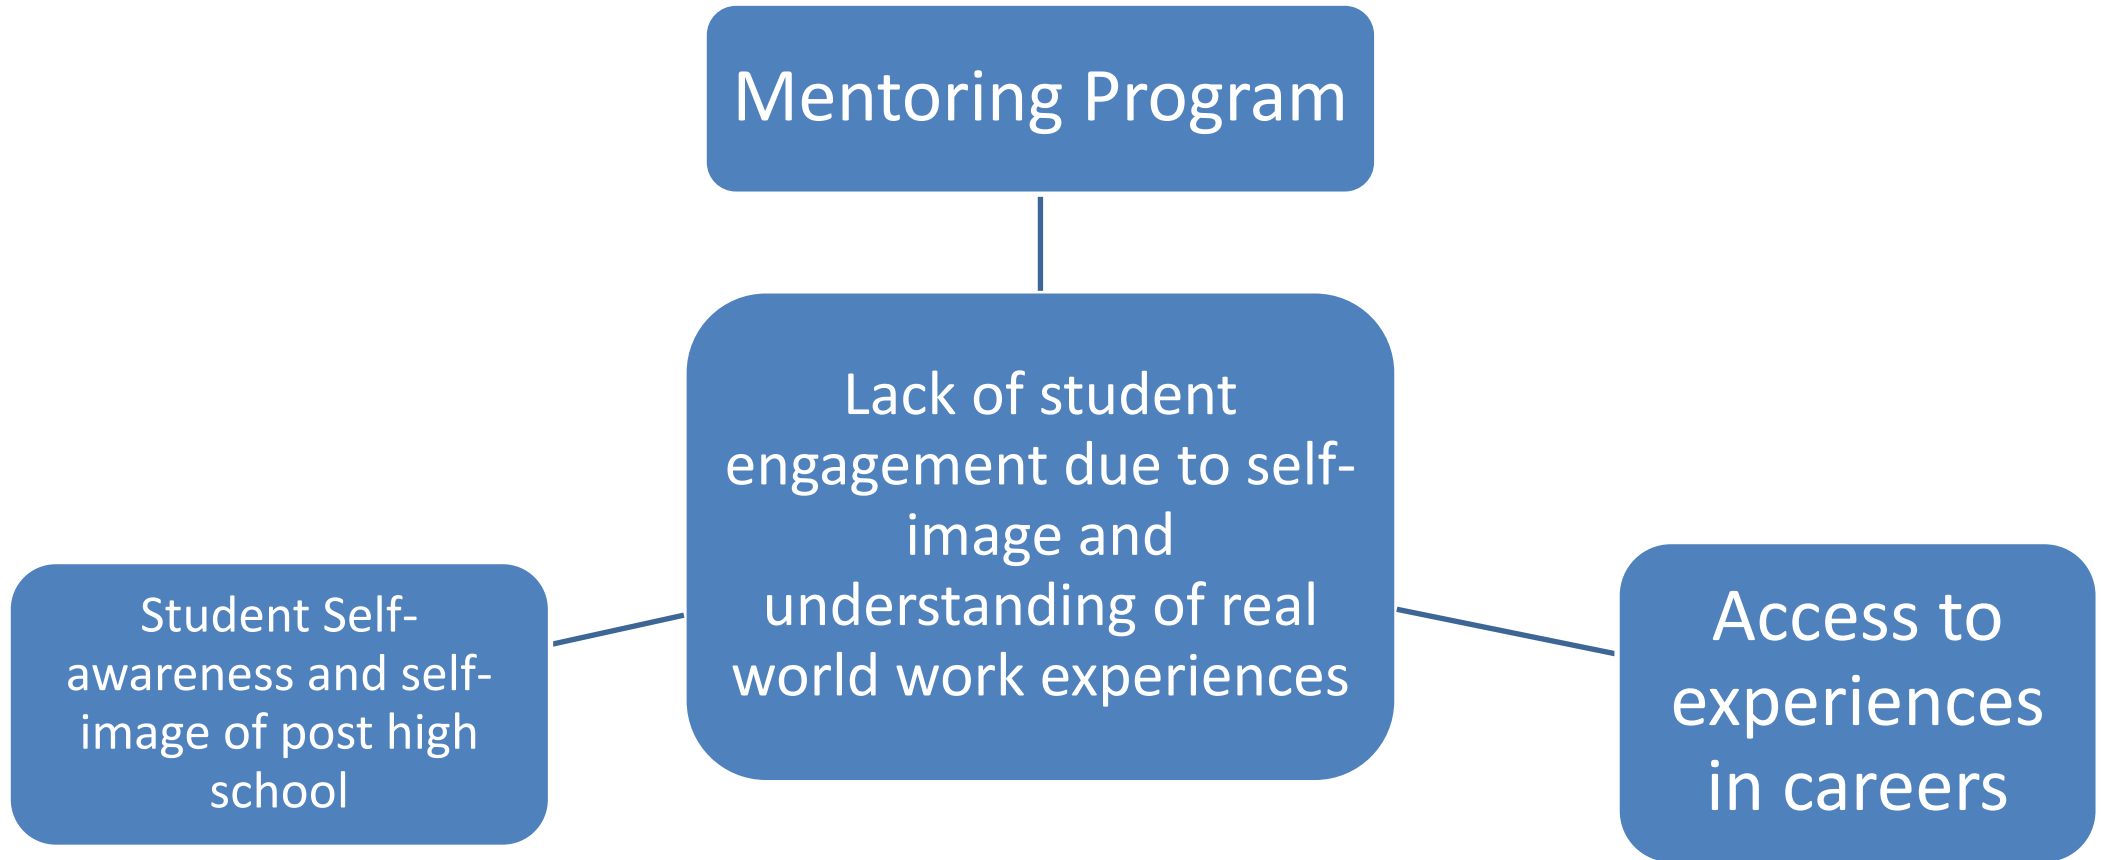 Mentoring Program
Lack of student
engagement due to self-
image and
understanding of real
world work experiences
Student Self-
awareness and self-
image of post high
school
Access to
experiences
in careers